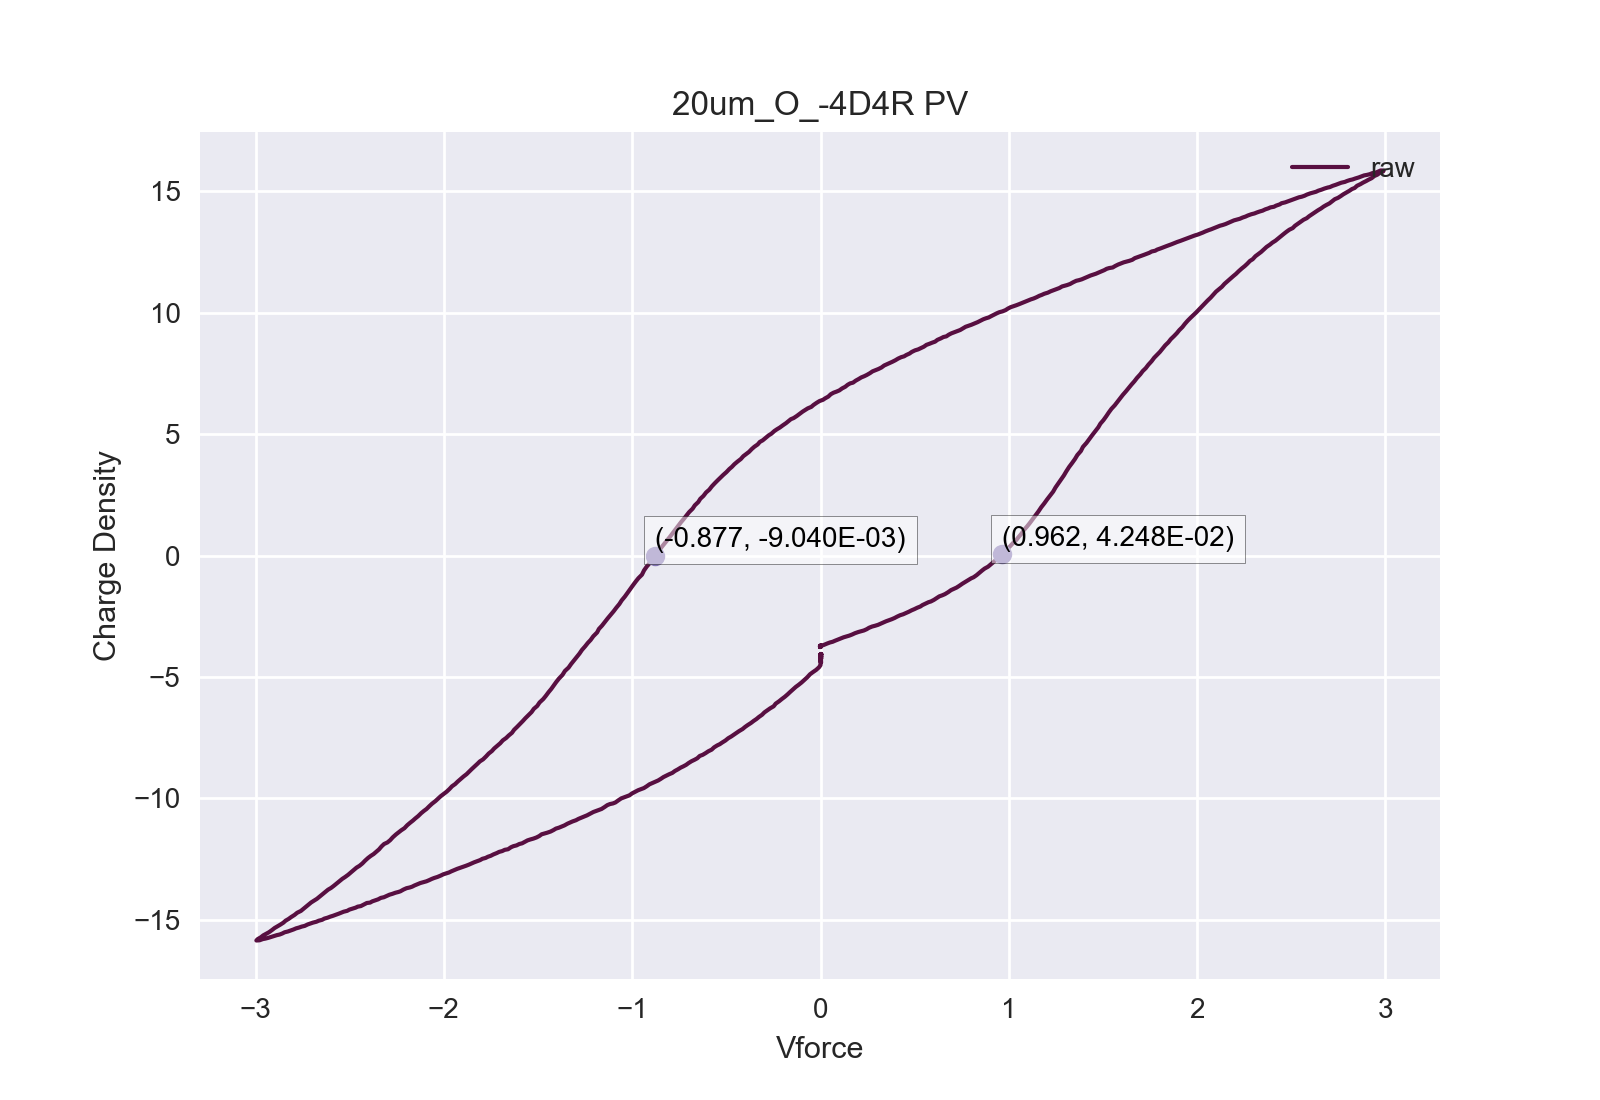 20um_O_-4D4R PV
raw
15
10
5
0
−5
−10
−15
Charge Density
(-0.877, -9.040E-03)
(0.962, 4.248E-02)
−3
−2
−1
0
1
2
3
Vforce